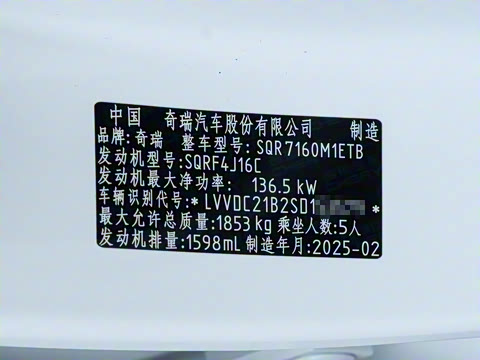 中国 奇瑞汽车股份有限公司 制造
品牌:奇瑞 整车型号:SQR7160M1ETB
发动机型号:SQRF4J16C
发动机最大净功率: 136.5 kW
车辆识别代号:*LVVDC21B2SD1 *
最大允许总质量:1853kg 乘坐人数:5人
发动机排量:1598mL 制造年月:2025-02